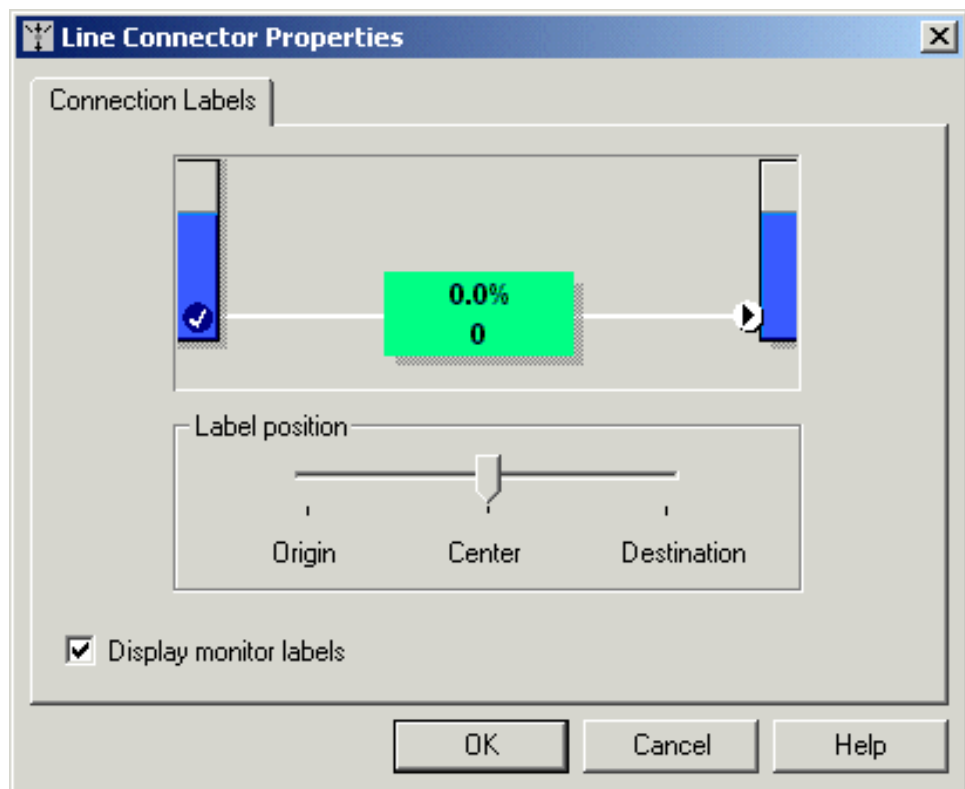 Line Connector Properties
Connection Labels
0.0%
0
Label position
Origin Center Destination
Display monitor labels
OK Cancel Help